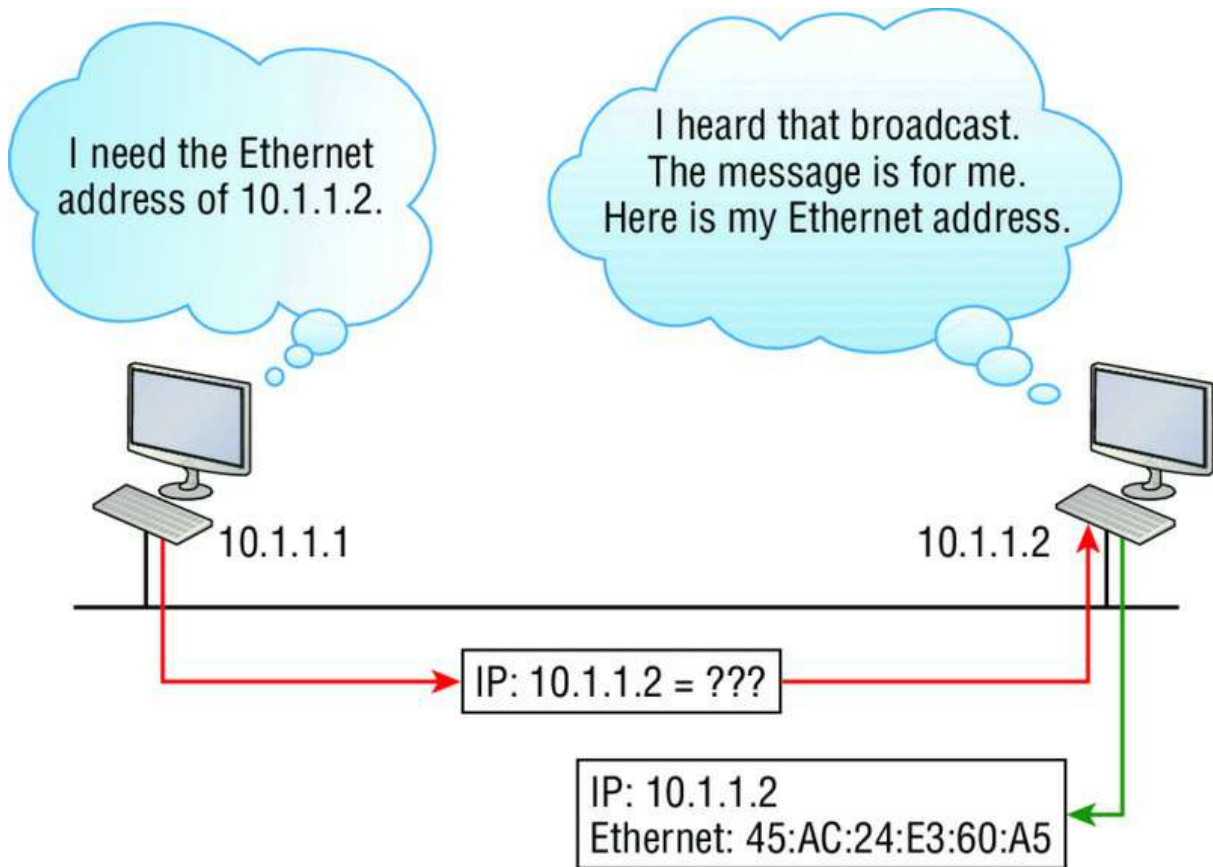 I need the Ethernet
address of 10.1.1.2.
I heard that broadcast.
The message is for me.
Here is my Ethernet address.
10.1.1.1
10.1.1.2
IP: 10.1.1.2 = ???
IP: 10.1.1.2
Ethernet: 45:AC:24:E3:60:A5